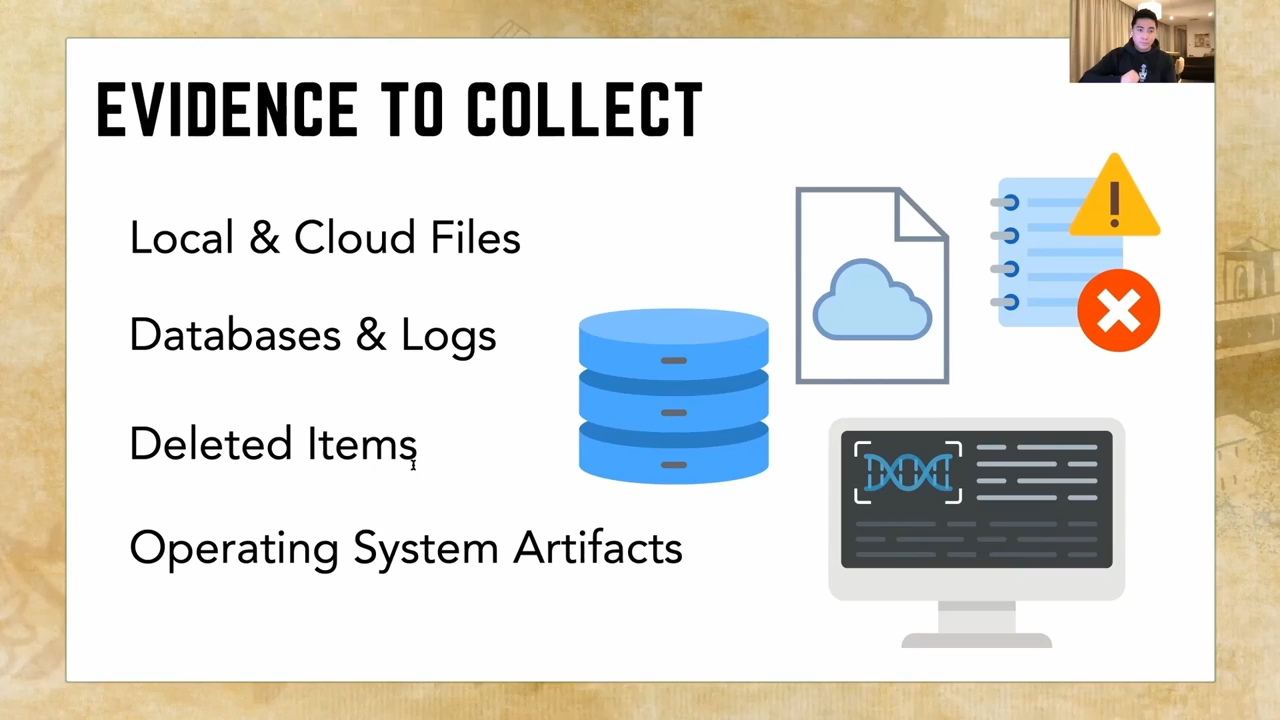 EVIDENCE TO COLLECT
Local & Cloud Files
Databases & Logs
Deleted Items
Operating System Artifacts